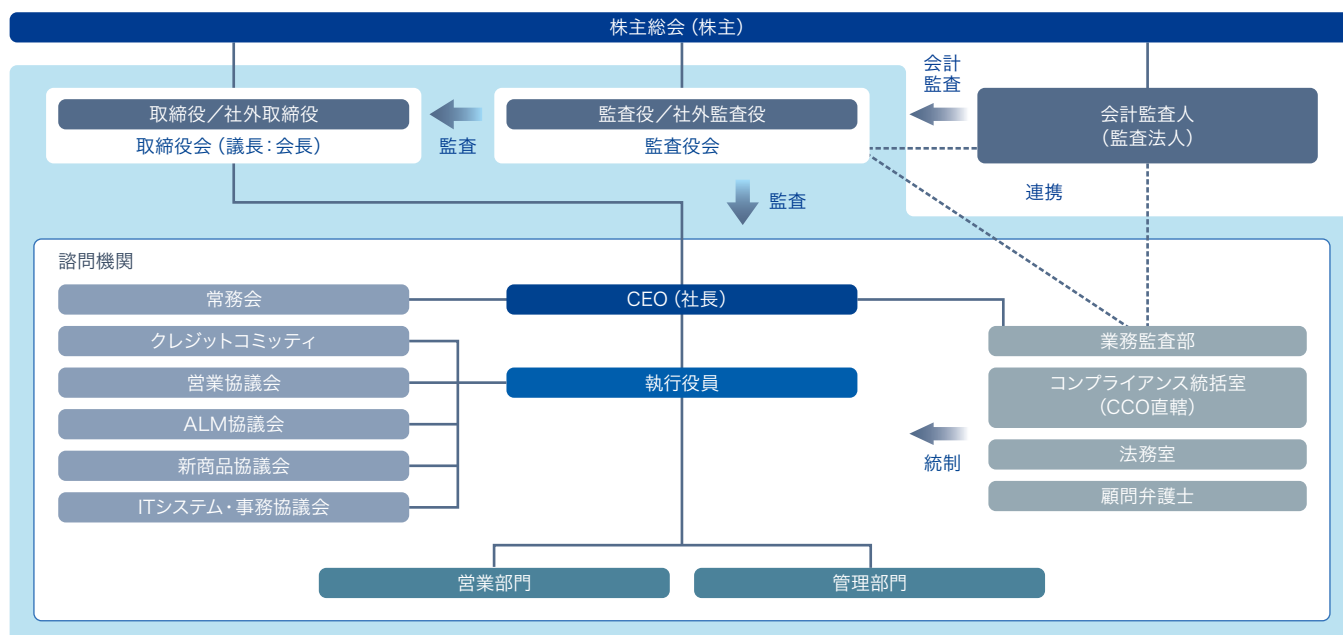 株主総会（株主）
会計
監査
取締役／社外取締役
取締役会（議長：会長）
監査
監査役／社外監査役
監査役会
会計監査人
（監査法人）
連携
監査
諮問機関
常務会
クレジットコミッティ
営業協議会
ALM協議会
新商品協議会
ITシステム・事務協議会
CEO（社長）
執行役員
業務監査部
コンプライアンス統括室
（CCO直轄）
統制
法務室
顧問弁護士
営業部門
管理部門